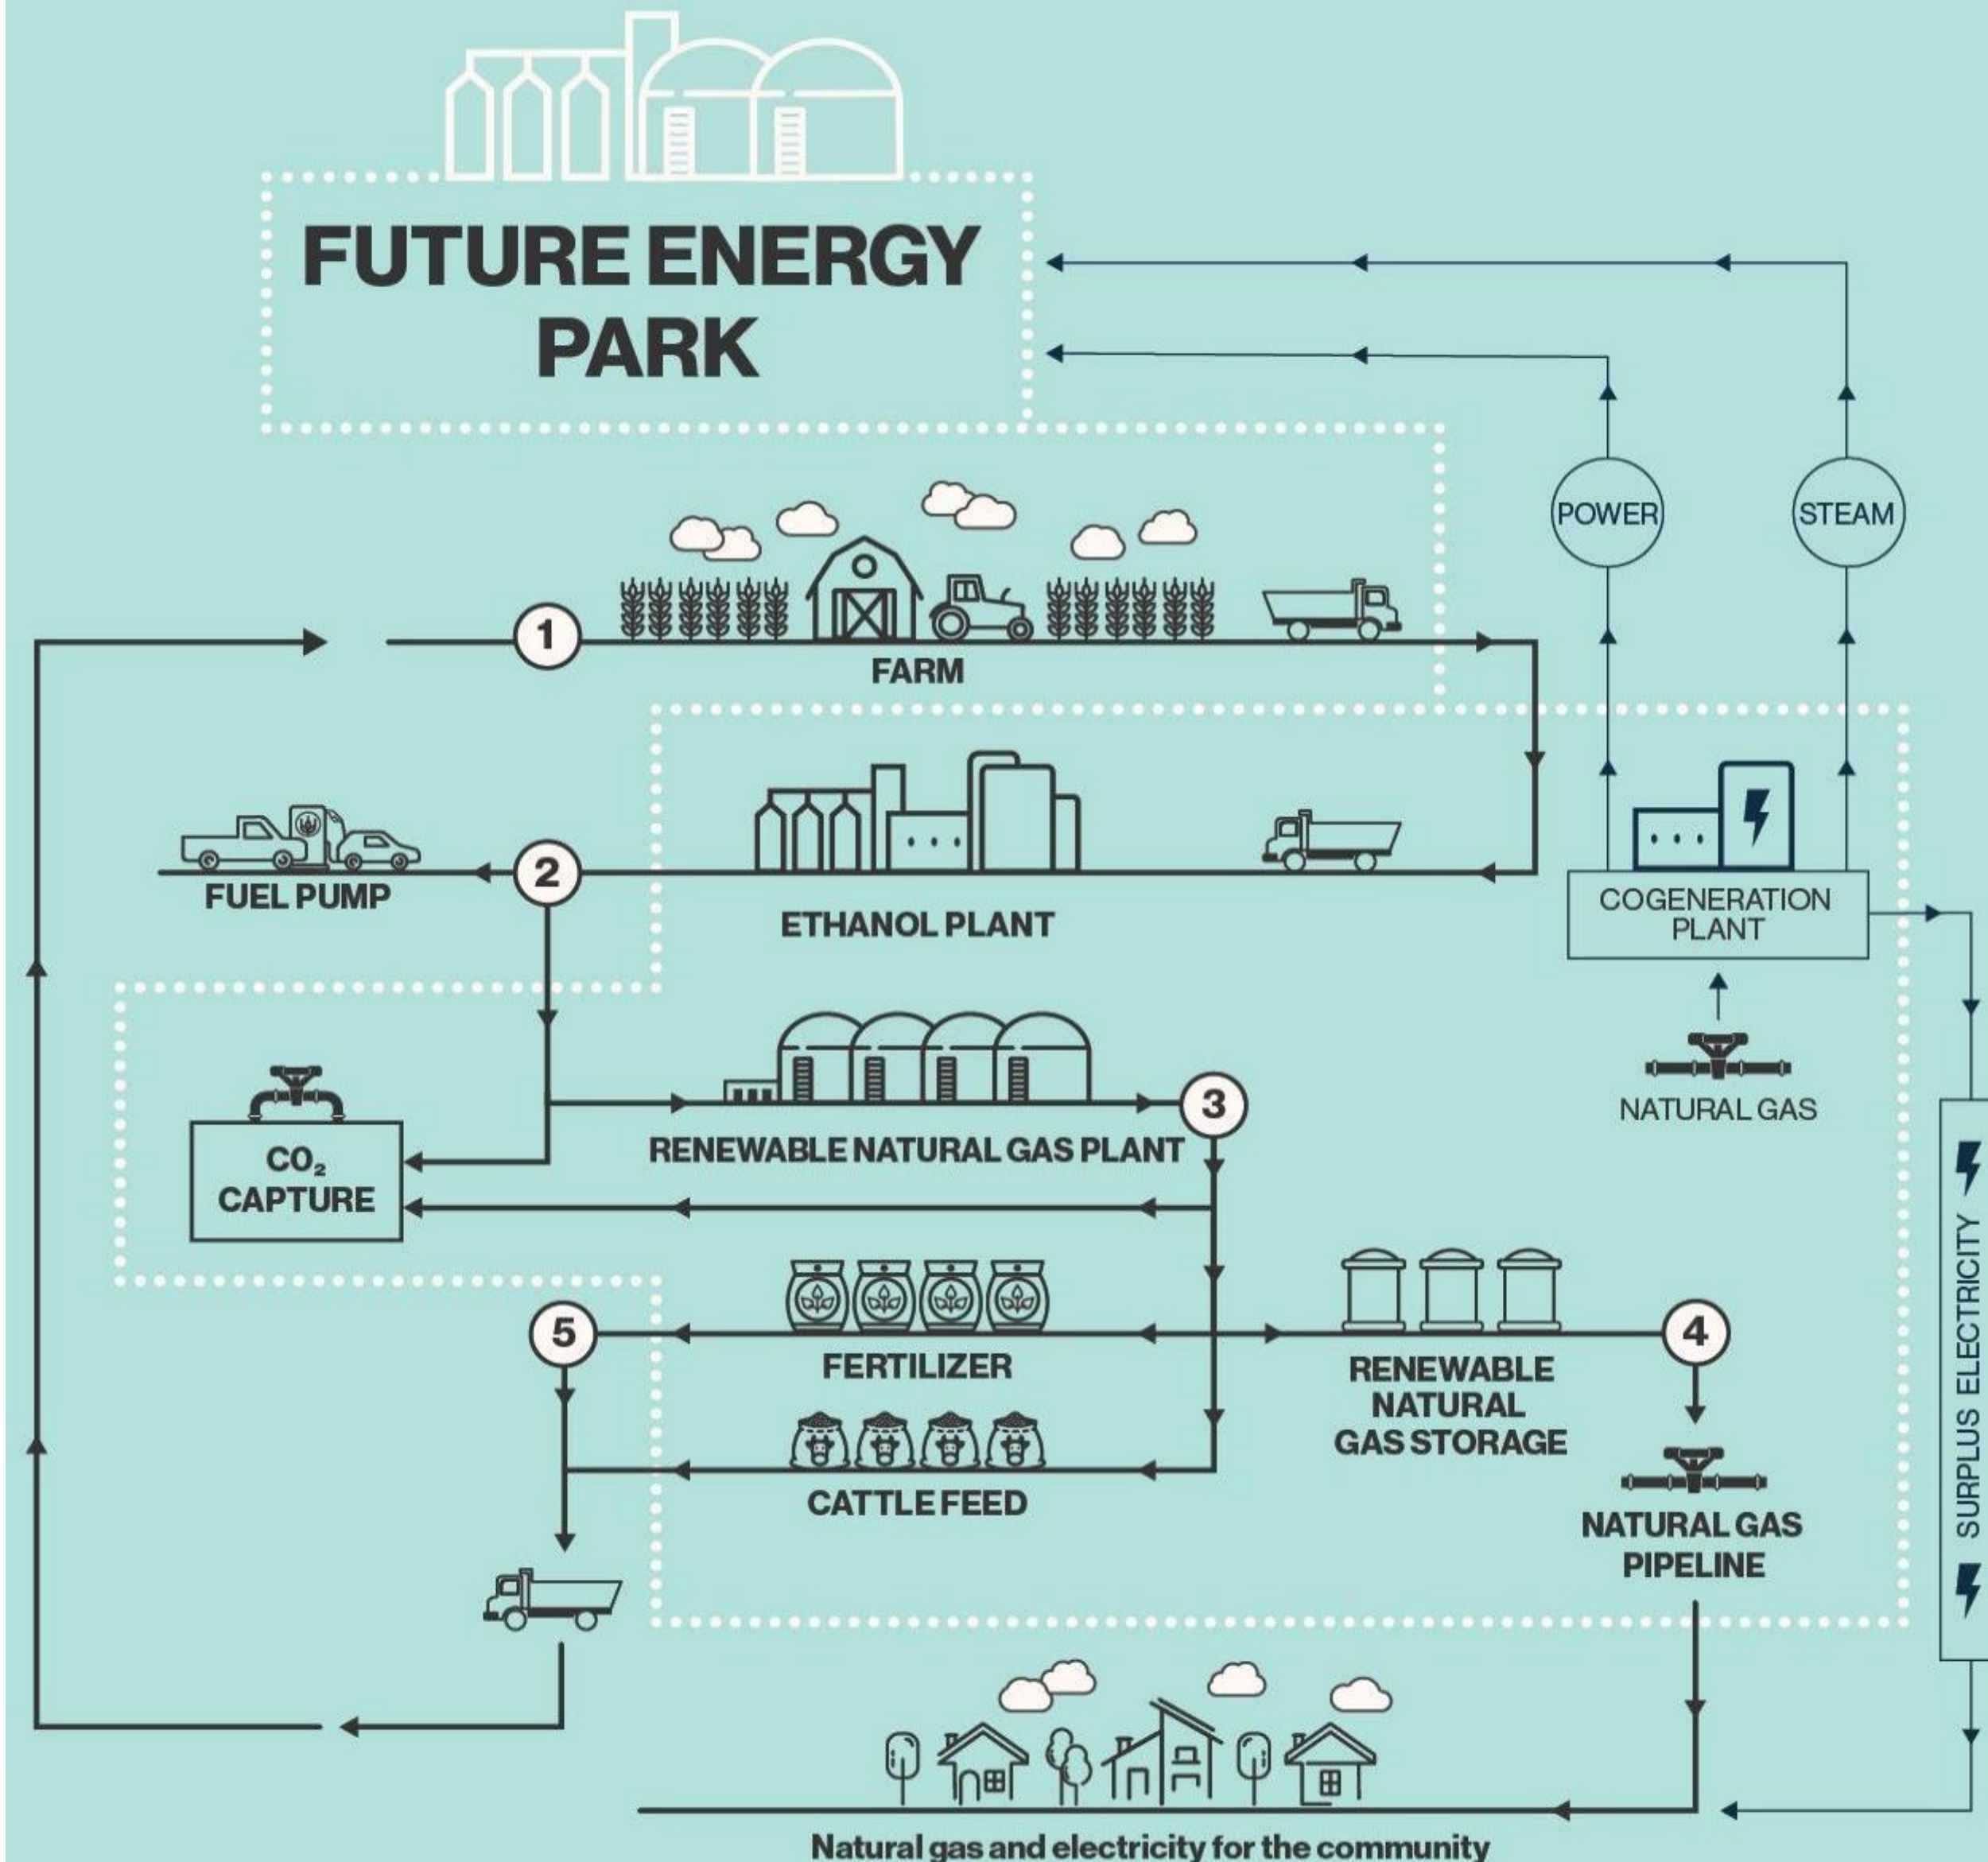 FUTURE ENERGY
PARK
POWER
STEAM
1
FARM
2
FUEL PUMP
ETHANOL PLANT
COGENERATION
PLANT
NATURAL GAS
3
RENEWABLE NATURAL GAS PLANT
CO₂
CAPTURE
5
FERTILIZER
4
RENEWABLE
NATURAL
GAS STORAGE
CATTLE FEED
NATURAL GAS
PIPELINE
SURPLUS ELECTRICITY
Natural gas and electricity for the community